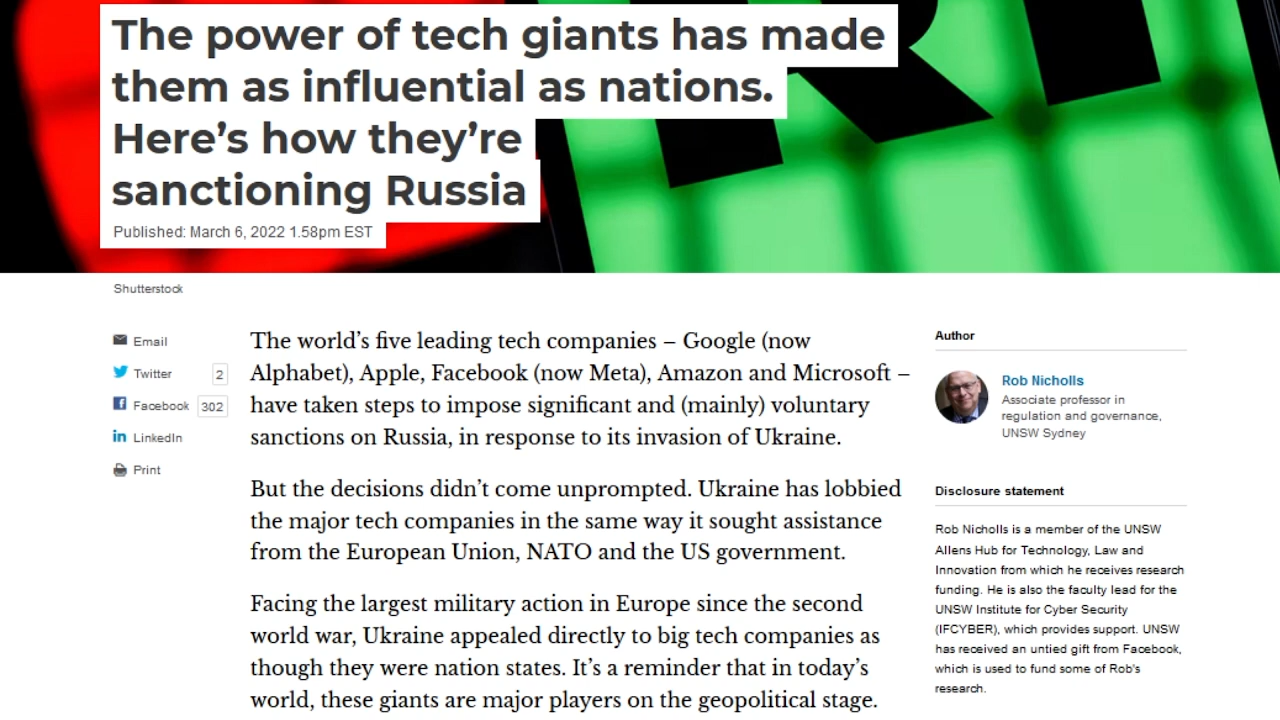 The power of tech giants has made
them as influential as nations.
Here’s how they’re
sanctioning Russia
Published: March 6, 2022 1.58pm EST
Shutterstock
Email
Twitter 2
Facebook 302
LinkedIn
Print
The world’s five leading tech companies – Google (now
Alphabet), Apple, Facebook (now Meta), Amazon and Microsoft –
have taken steps to impose significant and (mainly) voluntary
sanctions on Russia, in response to its invasion of Ukraine.
But the decisions didn’t come unprompted. Ukraine has lobbied
the major tech companies in the same way it sought assistance
from the European Union, NATO and the US government.
Facing the largest military action in Europe since the second
world war, Ukraine appealed directly to big tech companies as
though they were nation states. It’s a reminder that in today’s
world, these giants are major players on the geopolitical stage.
Author
Rob Nicholls
Associate professor in
regulation and governance,
UNSW Sydney
Disclosure statement
Rob Nicholls is a member of the UNSW
Allens Hub for Technology, Law and
Innovation from which he receives research
funding. He is also the faculty lead for the
UNSW Institute for Cyber Security
(IFCYBER), which provides support. UNSW
has received an untied gift from Facebook,
which is used to fund some of Rob's
research.